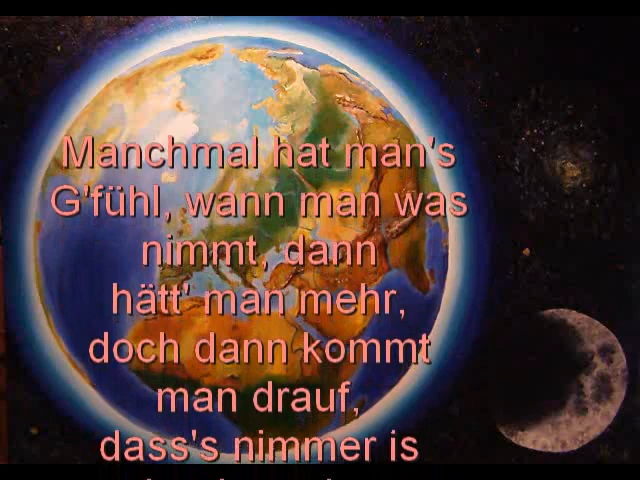 Manchmal hat man's
G'fühl, wann man was
nimmt, dann
hätt' man mehr,
doch dann kommt
man drauf,
dass's nimmer is